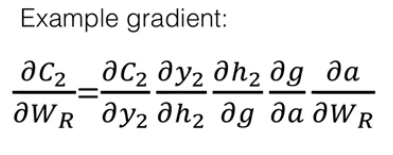 Example gradient:
∂C₂/∂W_R = ∂C₂/∂y₂ ∂y₂/∂h₂ ∂h₂/∂g ∂g/∂a ∂a/∂W_R